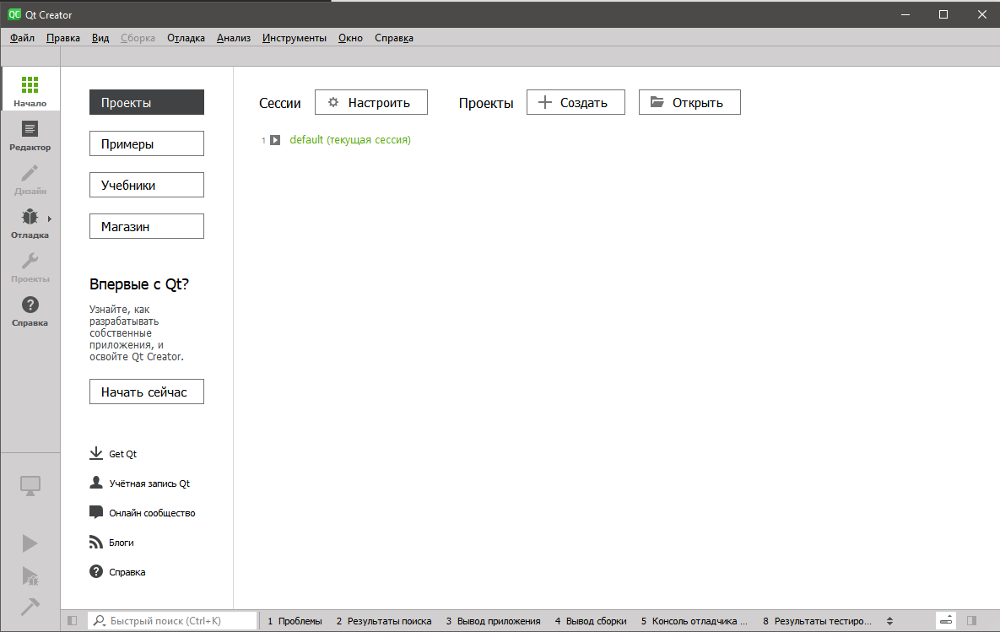 Qt Creator
Файл Правка Вид Сборка Отладка Анализ Инструменты Окно Справка
Начало
Редактор
Дизайн
Отладка
Проекты
Справка
Проекты
Примеры
Учебники
Магазин
Впервые с Qt?
Узнайте, как
разрабатывать
собственные
приложения, и
освойте Qt Creator.
Начать сейчас
Get Qt
Учётная запись Qt
Онлайн сообщество
Блоги
Справка
Сессии Настроить Проекты Создать Открыть
1 default (текущая сессия)
Быстрый поиск (Ctrl+K) 1 Проблемы 2 Результаты поиска 3 Вывод приложения 4 Вывод сборки 5 Консоль отладчика ... 8 Результаты тестиро...